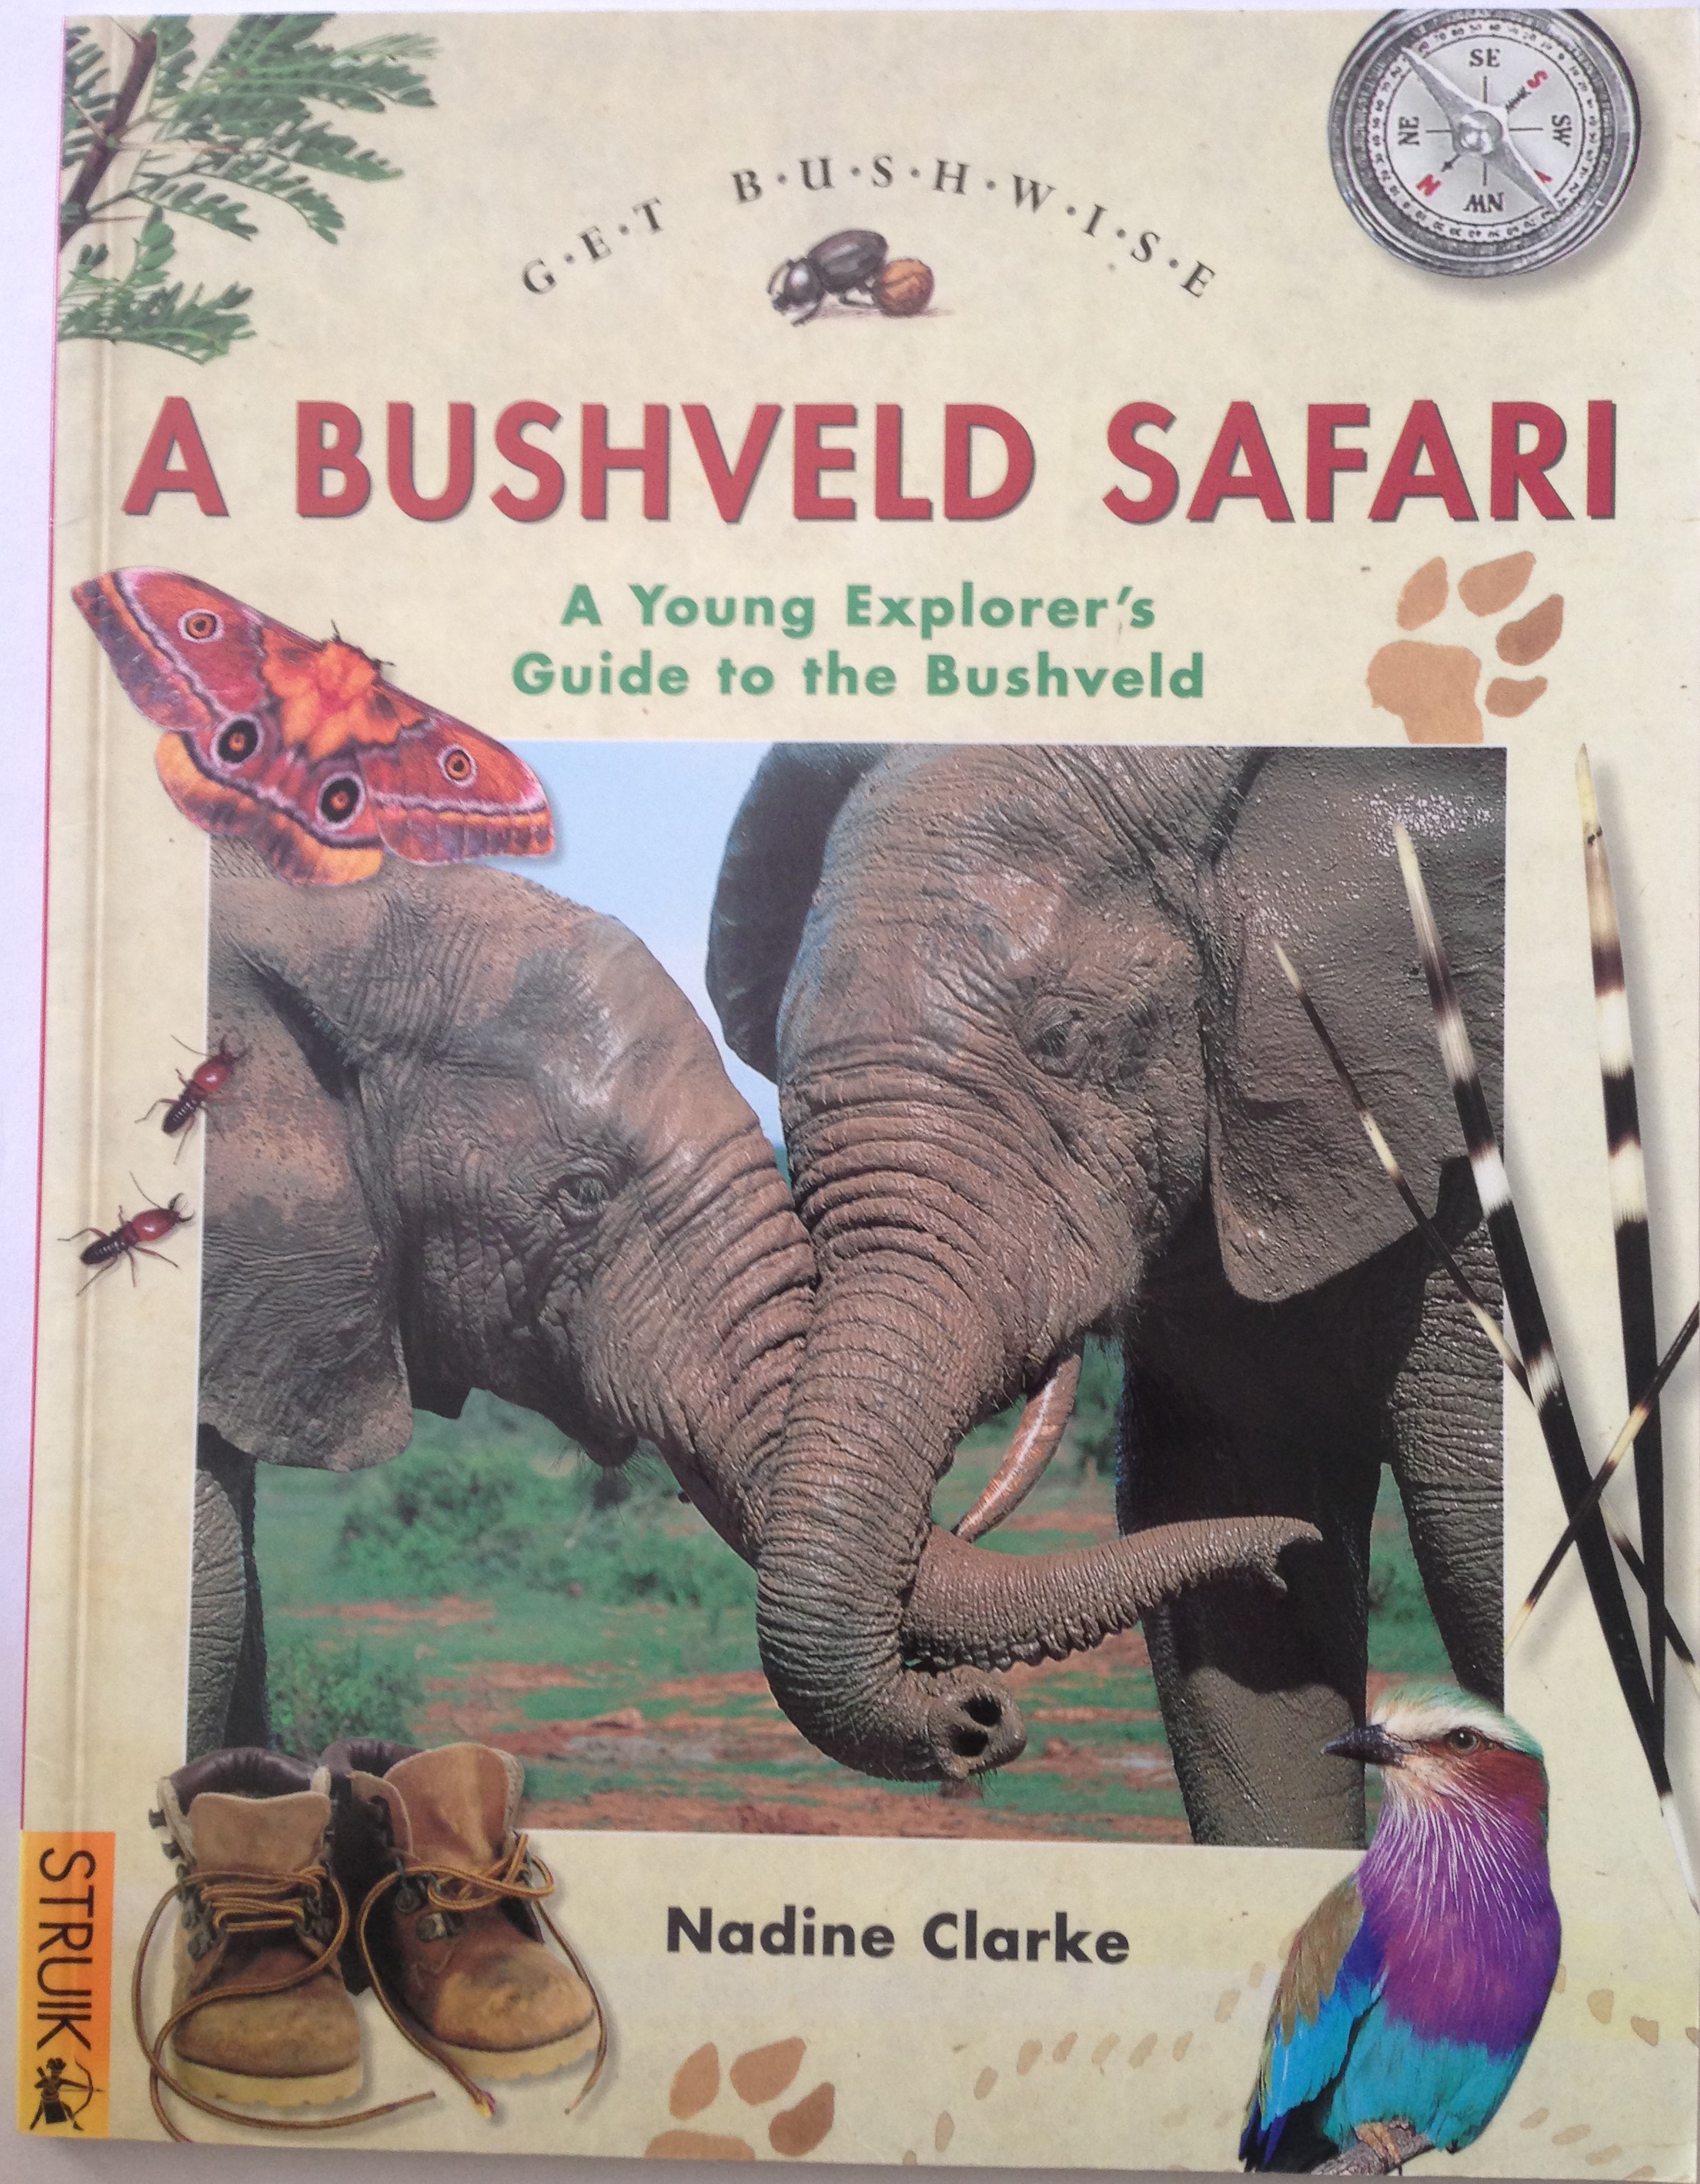 G·E·T B·U·S·H·W·I·S·E
SE
S
NE
SW
N
NW
A BUSHVELD SAFARI
A Young Explorer's
Guide to the Bushveld
Nadine Clarke
STRUIK